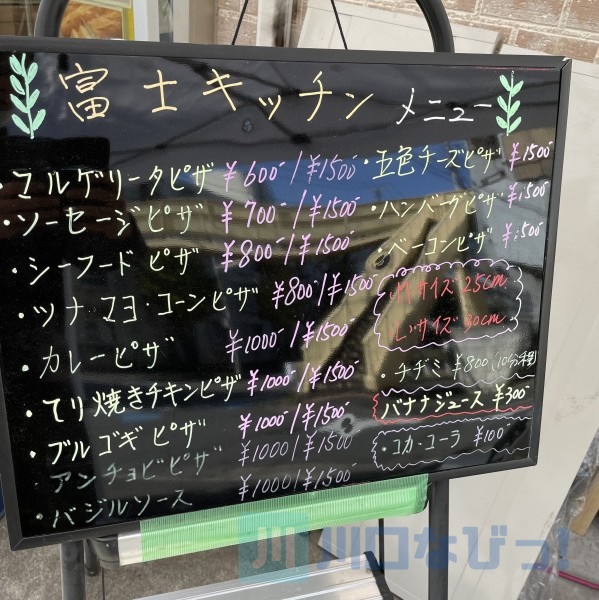 富士キッチン メニュー
・マルゲリータピザ ¥600-/¥1500-
・ソーセージピザ ¥700-/¥1500-
・シーフードピザ ¥800-/¥1500-
・ツナマヨ・コーンピザ ¥800-/¥1500-
・カレーピザ ¥1000-/¥1500-
・てり焼きチキンピザ ¥1000-/¥1500-
・プルゴギピザ ¥1000-/¥1500-
アンチョビピザ ¥1000-/¥1500-
・バジルソース ¥1000-/¥1500-
・五色チーズピザ ¥1500-
・ハンバーグピザ ¥1500-
・ベーコンピザ ¥1500-
Mサイズ 25cm
Lサイズ 30cm
・チヂミ ¥800-(10分程)
バナナジュース ¥300-
・コカ・コーラ ¥100-
川口なびっ!